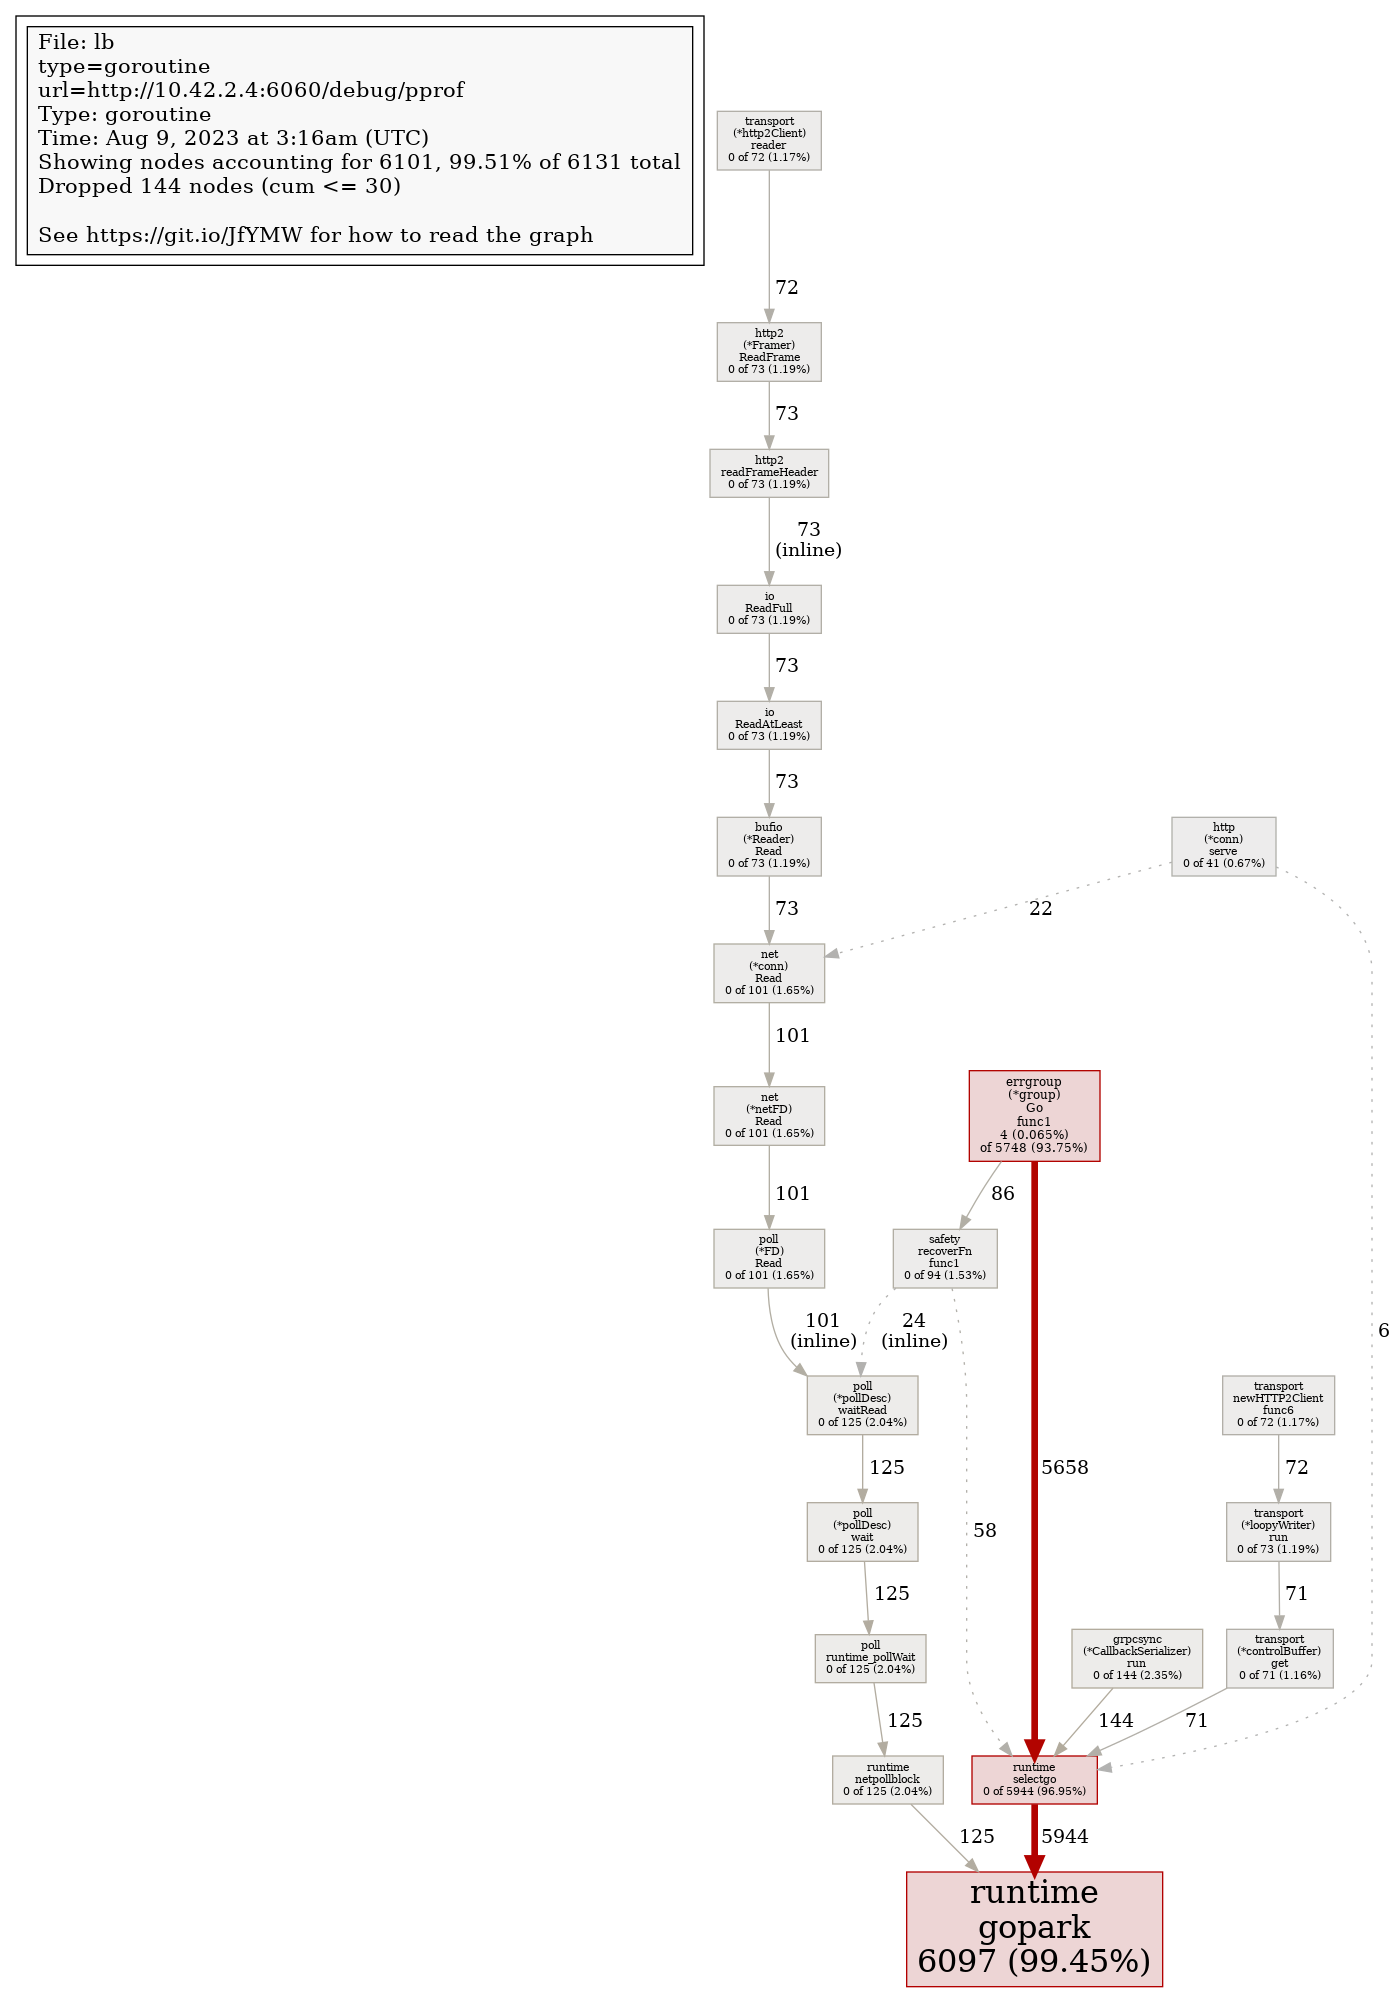 File: lb
type=goroutine
url=http://10.42.2.4:6060/debug/pprof
Type: goroutine
Time: Aug 9, 2023 at 3:16am (UTC)
Showing nodes accounting for 6101, 99.51% of 6131 total
Dropped 144 nodes (cum <= 30)
See https://git.io/JfYMW for how to read the graph
transport
(*http2Client)
reader
0 of 72 (1.17%)
72
http2
(*Framer)
ReadFrame
0 of 73 (1.19%)
73
http2
readFrameHeader
0 of 73 (1.19%)
73
(inline)
io
ReadFull
0 of 73 (1.19%)
73
io
ReadAtLeast
0 of 73 (1.19%)
73
bufio
(*Reader)
Read
0 of 73 (1.19%)
http
(*conn)
serve
0 of 41 (0.67%)
73
22
net
(*conn)
Read
0 of 101 (1.65%)
101
net
(*netFD)
Read
0 of 101 (1.65%)
errgroup
(*group)
Go
func1
4 (0.065%)
of 5748 (93.75%)
101
86
poll
(*FD)
Read
0 of 101 (1.65%)
safety
recoverFn
func1
0 of 94 (1.53%)
101
(inline)
24
(inline)
6
poll
(*pollDesc)
waitRead
0 of 125 (2.04%)
transport
newHTTP2Client
func6
0 of 72 (1.17%)
125
5658
72
poll
(*pollDesc)
wait
0 of 125 (2.04%)
58
transport
(*loopyWriter)
run
0 of 73 (1.19%)
125
71
poll
runtime_pollWait
0 of 125 (2.04%)
grpcsync
(*CallbackSerializer)
run
0 of 144 (2.35%)
transport
(*controlBuffer)
get
0 of 71 (1.16%)
125
144
71
runtime
netpollblock
0 of 125 (2.04%)
runtime
selectgo
0 of 5944 (96.95%)
125
5944
runtime
gopark
6097 (99.45%)